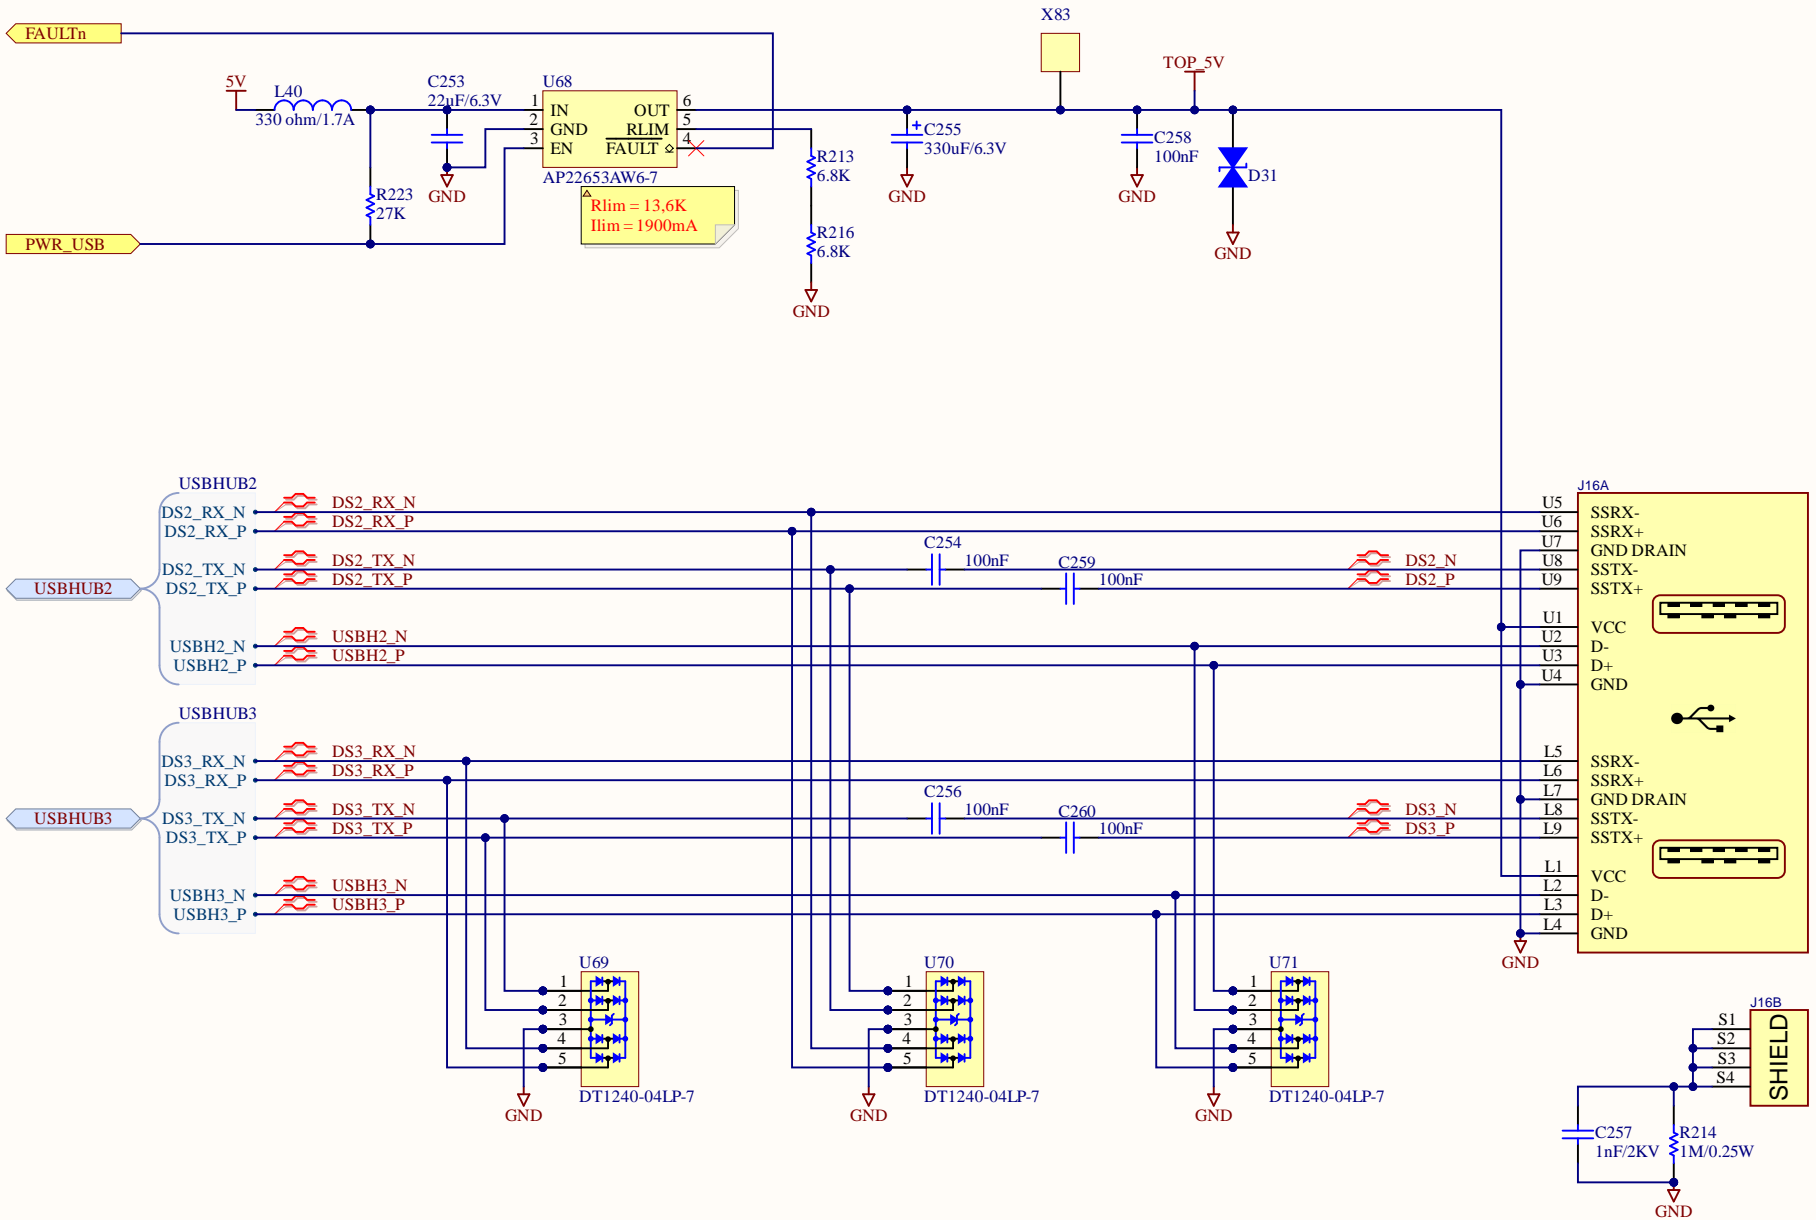 X83
FAULTn
5V
L40
330 ohm/1.7A
C253
22uF/6.3V
U68
TOP_5V
1 IN
2 GND
3 EN
OUT 6
RLIM 5
FAULT 4
AP22653AW6-7
GND
R223
27K
Rlim = 13,6K
Ilim = 1900mA
PWR_USB
R213
6.8K
R216
6.8K
GND
C255
330uF/6.3V
GND
C258
100nF
GND
D31
GND
USBHUB2
USBHUB2
DS2_RX_N
DS2_RX_P
DS2_TX_N
DS2_TX_P
USBH2_N
USBH2_P
DS2_RX_N
DS2_RX_P
DS2_TX_N
DS2_TX_P
USBH2_N
USBH2_P
C254
100nF
C259
100nF
DS2_N
DS2_P
USBHUB3
USBHUB3
DS3_RX_N
DS3_RX_P
DS3_TX_N
DS3_TX_P
USBH3_N
USBH3_P
DS3_RX_N
DS3_RX_P
DS3_TX_N
DS3_TX_P
USBH3_N
USBH3_P
C256
100nF
C260
100nF
DS3_N
DS3_P
J16A
U5 SSRX-
U6 SSRX+
U7 GND DRAIN
U8 SSTX-
U9 SSTX+
U1 VCC
U2 D-
U3 D+
U4 GND
L5 SSRX-
L6 SSRX+
L7 GND DRAIN
L8 SSTX-
L9 SSTX+
L1 VCC
L2 D-
L3 D+
L4 GND
GND
U69
1
2
3
4
5
DT1240-04LP-7
GND
U70
1
2
3
4
5
DT1240-04LP-7
GND
U71
1
2
3
4
5
DT1240-04LP-7
GND
J16B
S1
S2
S3
S4
SHIELD
C257
1nF/2KV
R214
1M/0.25W
GND